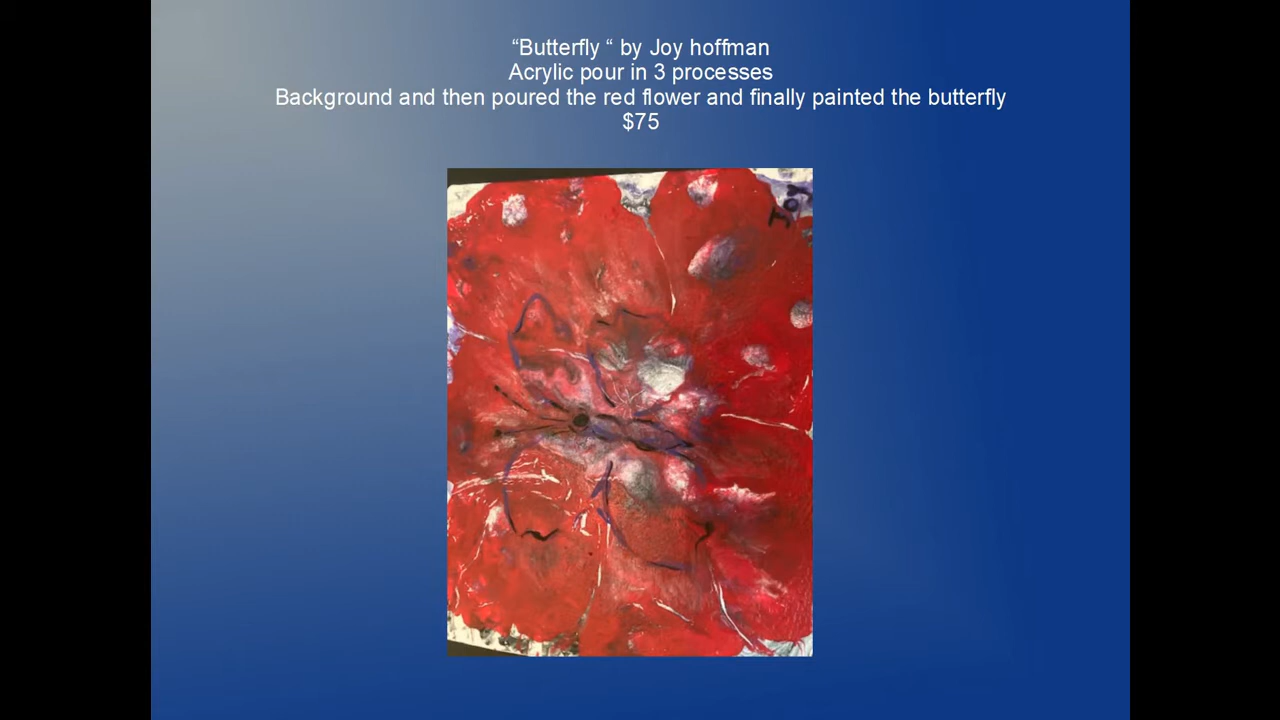 “Butterfly “ by Joy hoffman
Acrylic pour in 3 processes
Background and then poured the red flower and finally painted the butterfly
$75
JOY